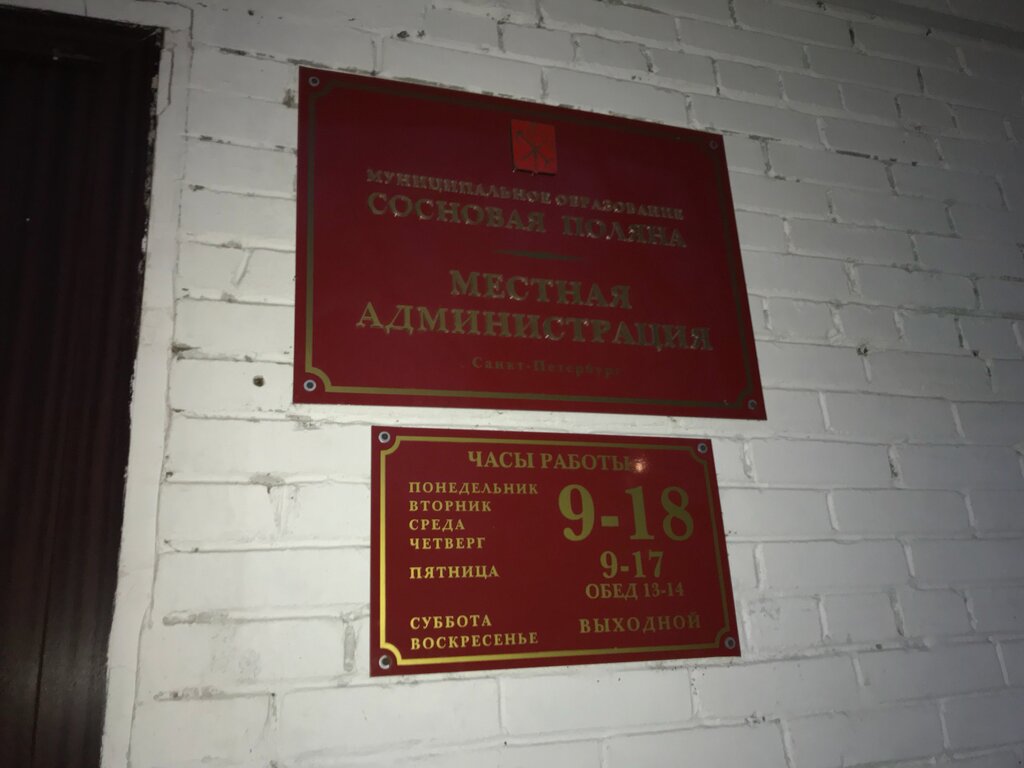 МУНИЦИПАЛЬНОЕ ОБРАЗОВАНИЕ
СОСНОВАЯ ПОЛЯНА
МЕСТНАЯ
АДМИНИСТРАЦИЯ
Санкт-Петербург
ЧАСЫ РАБОТЫ
ПОНЕДЕЛЬНИК
ВТОРНИК
СРЕДА
ЧЕТВЕРГ
9-18
ПЯТНИЦА
9-17
ОБЕД 13-14
СУББОТА
ВОСКРЕСЕНЬЕ
ВЫХОДНОЙ